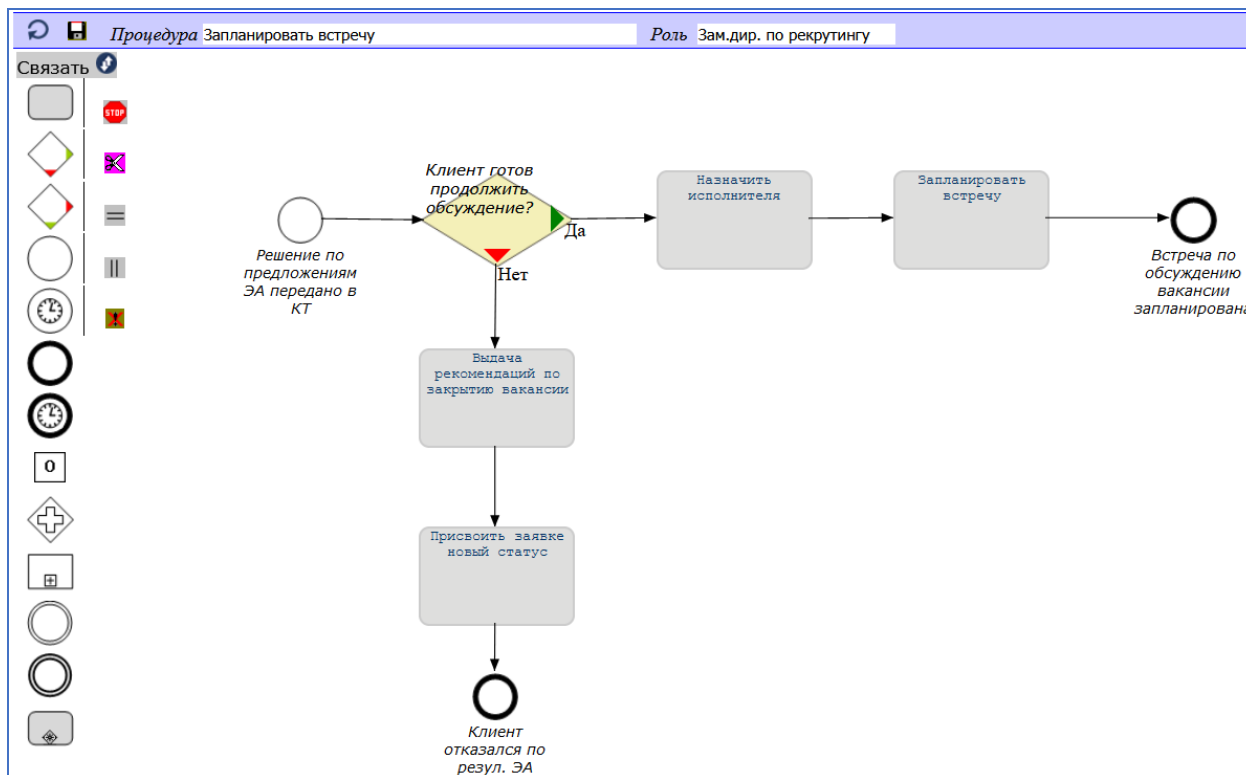 Процедура Запланировать встречу Роль Зам.дир. по рекрутингу
Связать
STOP
Клиент готов
продолжить
обсуждение?
Да
Нет
Назначить
исполнителя
Запланировать
встречу
Решение по
предложениям
ЭА передано в
КТ
Встреча по
обсуждению
вакансии
запланирована
Выдача
рекомендаций по
закрытию вакансии
O
Присвоить заявке
новый статус
Клиент
отказался по
резул. ЭА